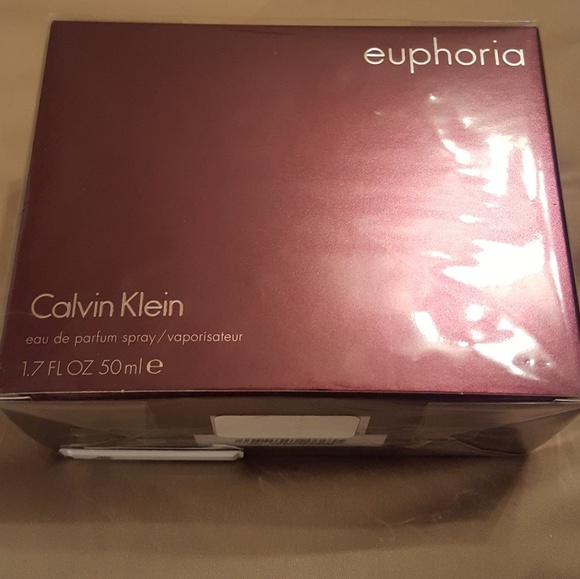 euphoria
Calvin Klein
eau de parfum spray/vaporisateur
1.7 FL OZ 50 ml e